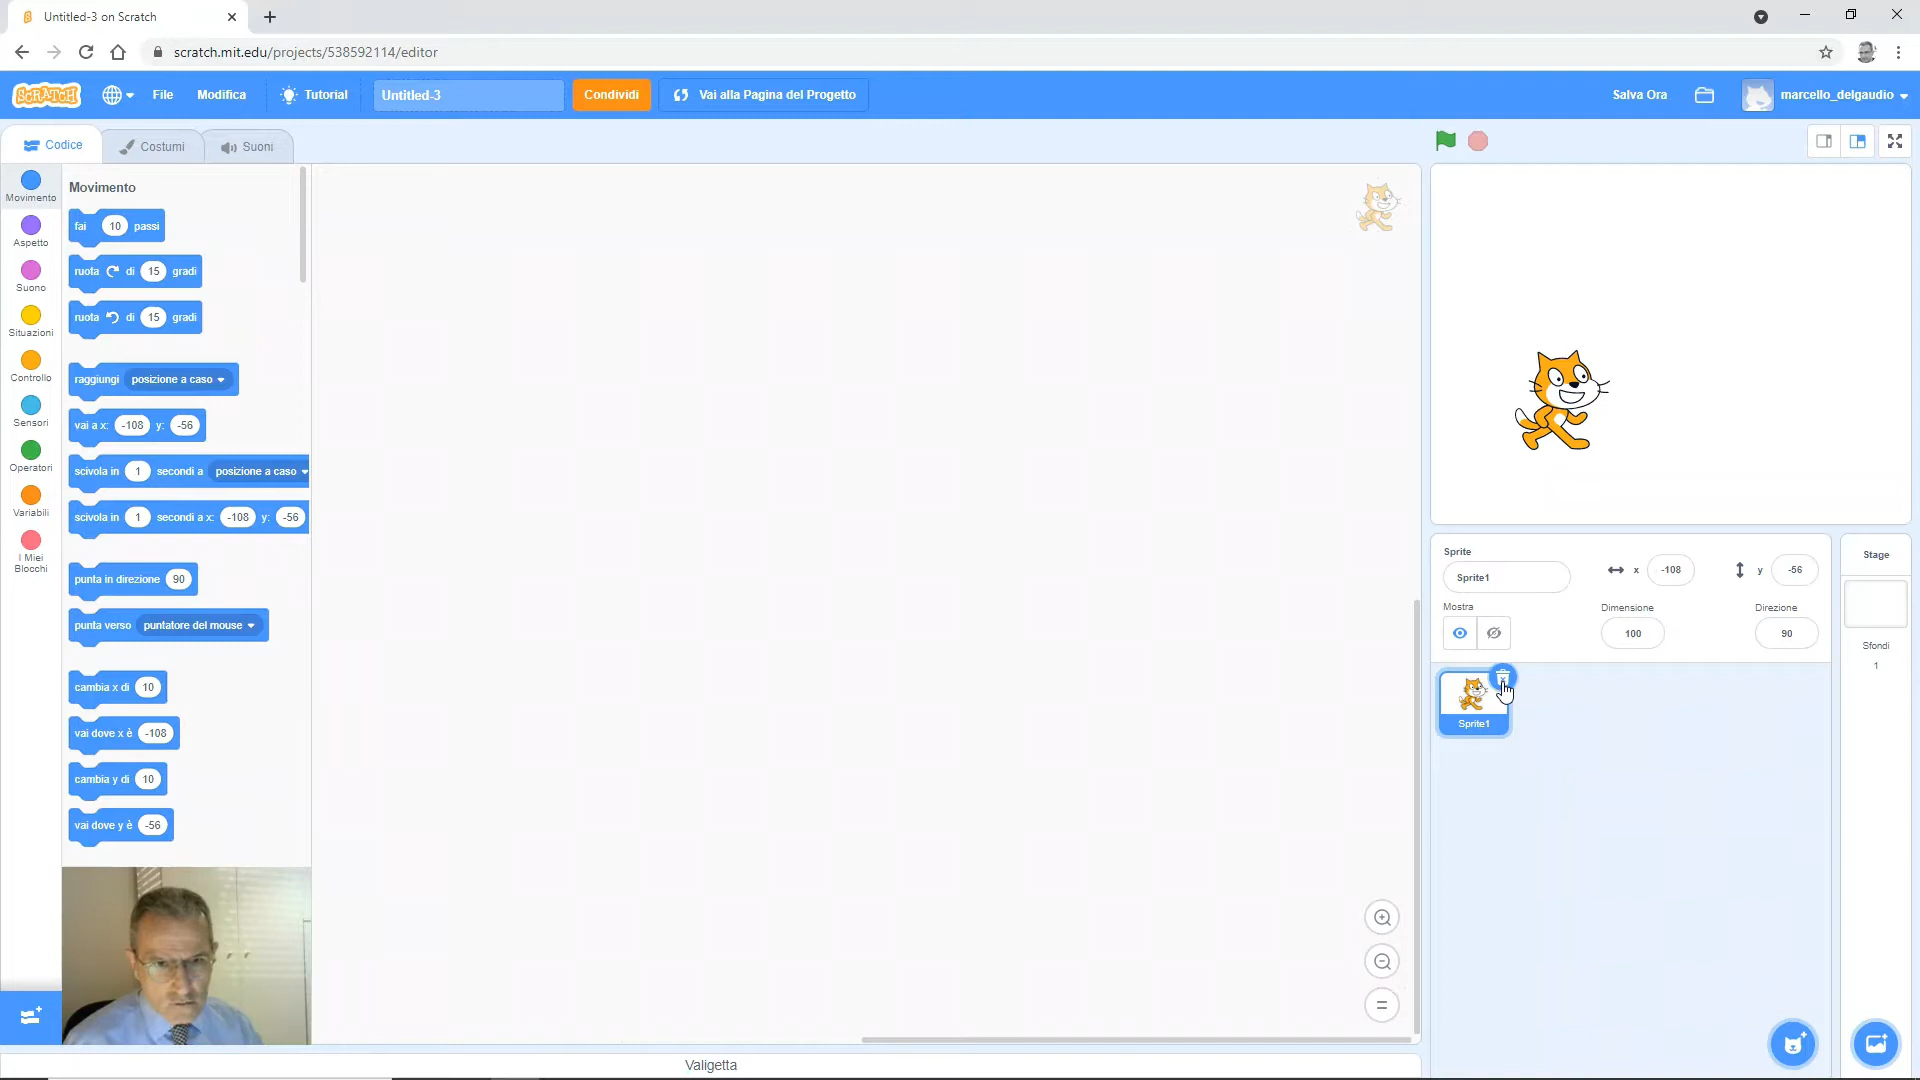 Untitled-3 on Scratch
scratch.mit.edu/projects/538592114/editor
SCRATCH
File
Modifica
Tutorial
Untitled-3
Condividi
Vai alla Pagina del Progetto
Salva Ora
marcello_delgaudio
Codice
Costumi
Suoni
Movimento
Aspetto
Suono
Situazioni
Controllo
Sensori
Operatori
Variabili
I Miei
Blocchi
Movimento
fai 10 passi
ruota di 15 gradi
ruota di 15 gradi
raggiungi posizione a caso
vai a x: -108 y: -56
scivola in 1 secondi a posizione a caso
scivola in 1 secondi a x: -108 y: -56
punta in direzione 90
punta verso puntatore del mouse
cambia x di 10
vai dove x è -108
cambia y di 10
vai dove y è -56
Sprite
Sprite1
x -108
y -56
Mostra
Dimensione
100
Direzione
90
Sprite1
Stage
Sfondi
1
Valigetta